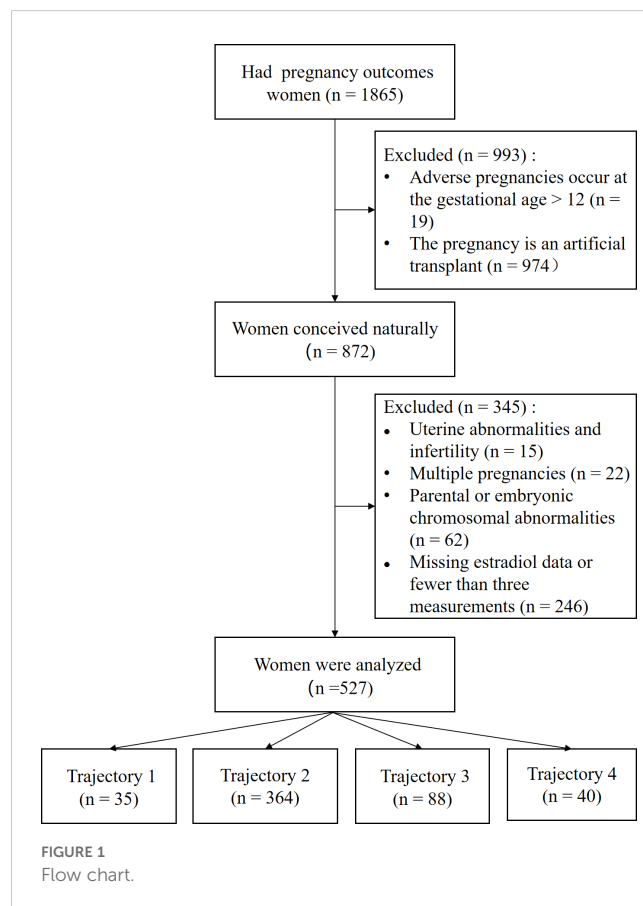 Had pregnancy outcomes
women (n = 1865)
Excluded (n = 993) :
• Adverse pregnancies occur at
the gestational age > 12 (n =
19)
• The pregnancy is an artificial
transplant (n = 974）
Women conceived naturally
（n = 872)
Excluded (n = 345) :
• Uterine abnormalities and
infertility (n = 15)
• Multiple pregnancies (n = 22)
• Parental or embryonic
chromosomal abnormalities
(n = 62)
• Missing estradiol data or
fewer than three
measurements (n = 246)
Women were analyzed
（n =527)
Trajectory 1
(n = 35)
Trajectory 2
(n = 364)
Trajectory 3
(n = 88)
Trajectory 4
(n = 40)
FIGURE 1
Flow chart.